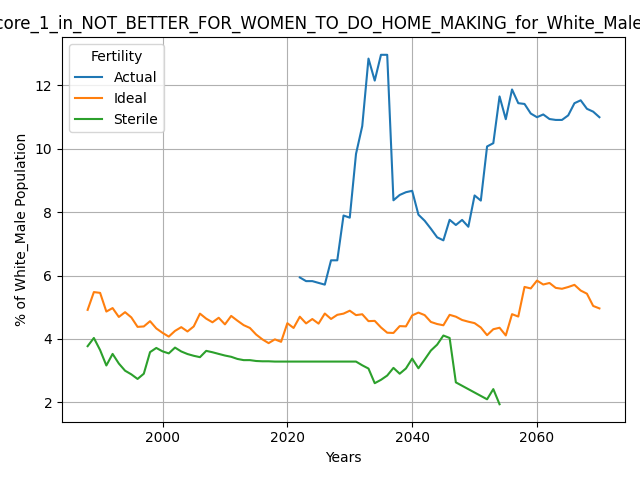 core_1_in_NOT_BETTER_FOR_WOMEN_TO_DO_HOME_MAKING_for_White_Male
Fertility
Actual
Ideal
Sterile
% of White_Male Population
12
10
8
6
4
2
2000 2020 2040 2060
Years